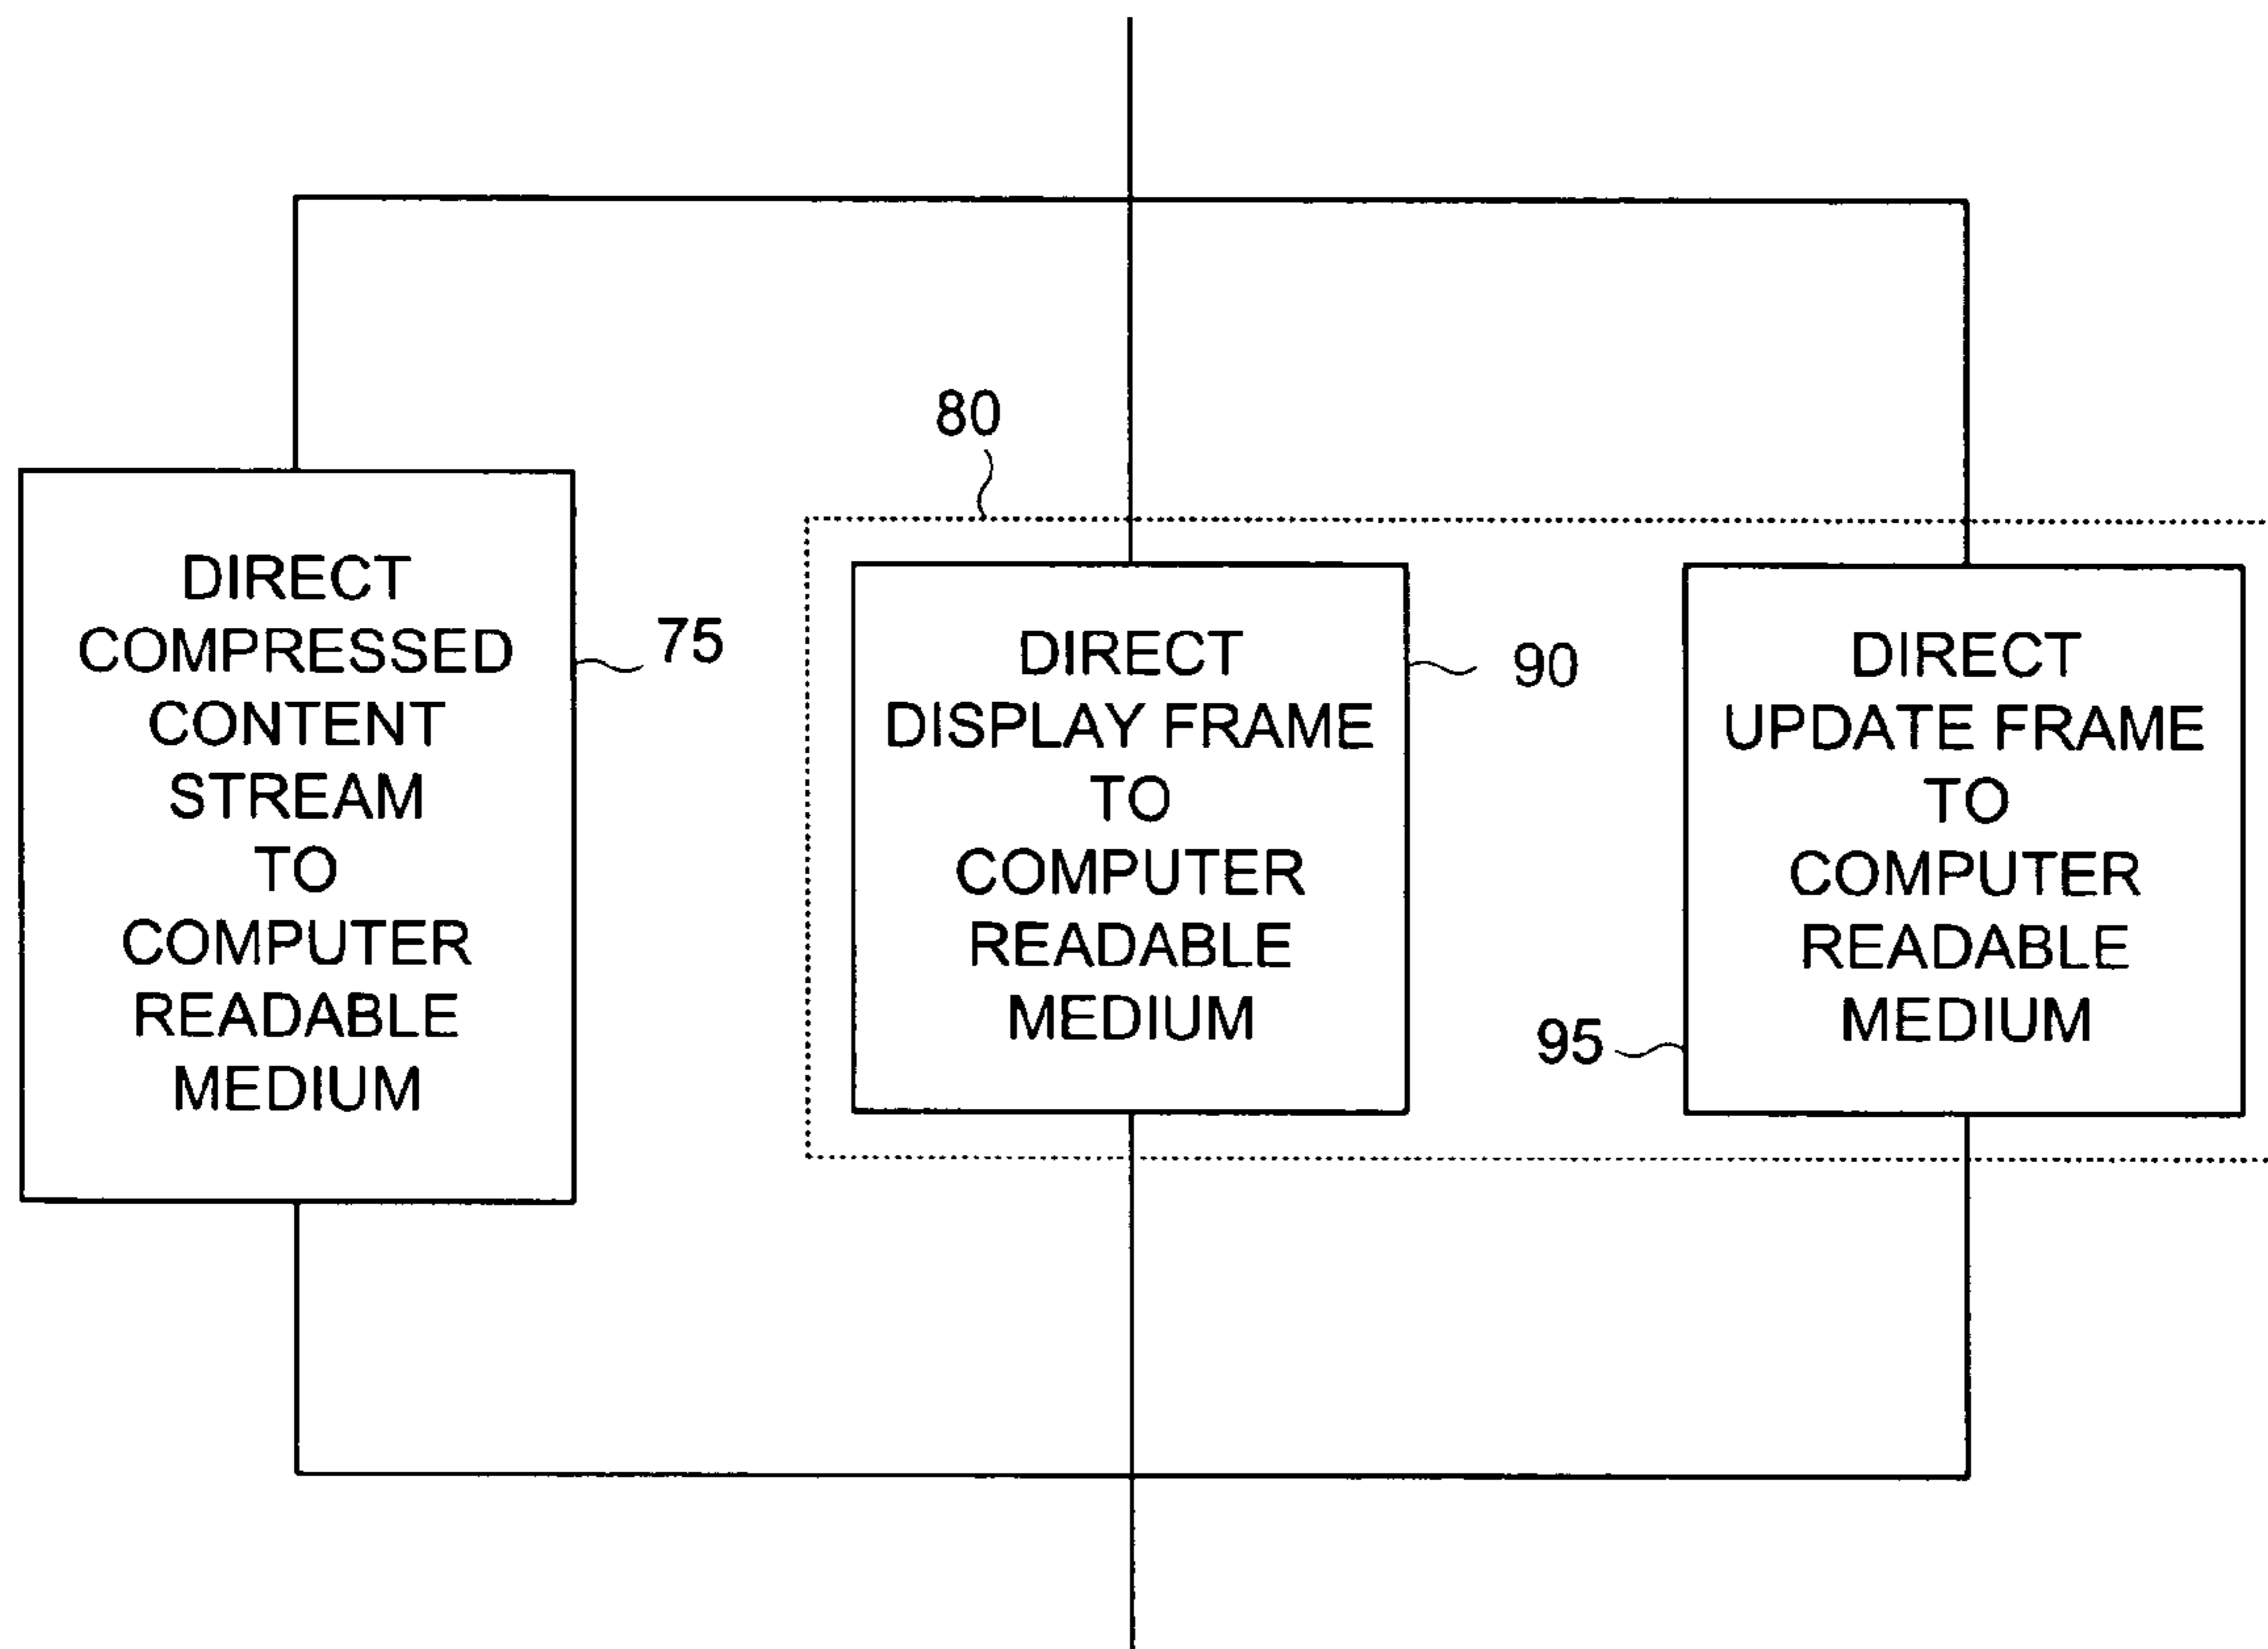 80
DIRECT
COMPRESSED
CONTENT
STREAM
TO
COMPUTER
READABLE
MEDIUM
75
DIRECT
DISPLAY FRAME
TO
COMPUTER
READABLE
MEDIUM
90
DIRECT
UPDATE FRAME
TO
COMPUTER
READABLE
MEDIUM
95